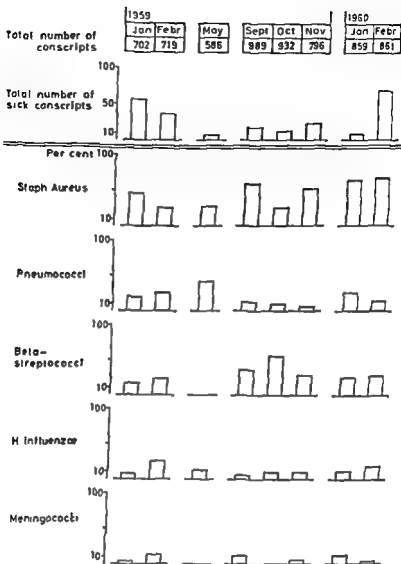 1959 1960
Total number of conscripts
Jan Febr May Sept Oct Nov Jan Febr
702 719 586 989 932 796 859 861
Total number of sick conscripts
100
50
10
Per cent
100
Staph Aureus
10
100
Pneumococci
10
100
Beta-
streptococci
10
100
H Influenzae
10
100
Meningococci
10